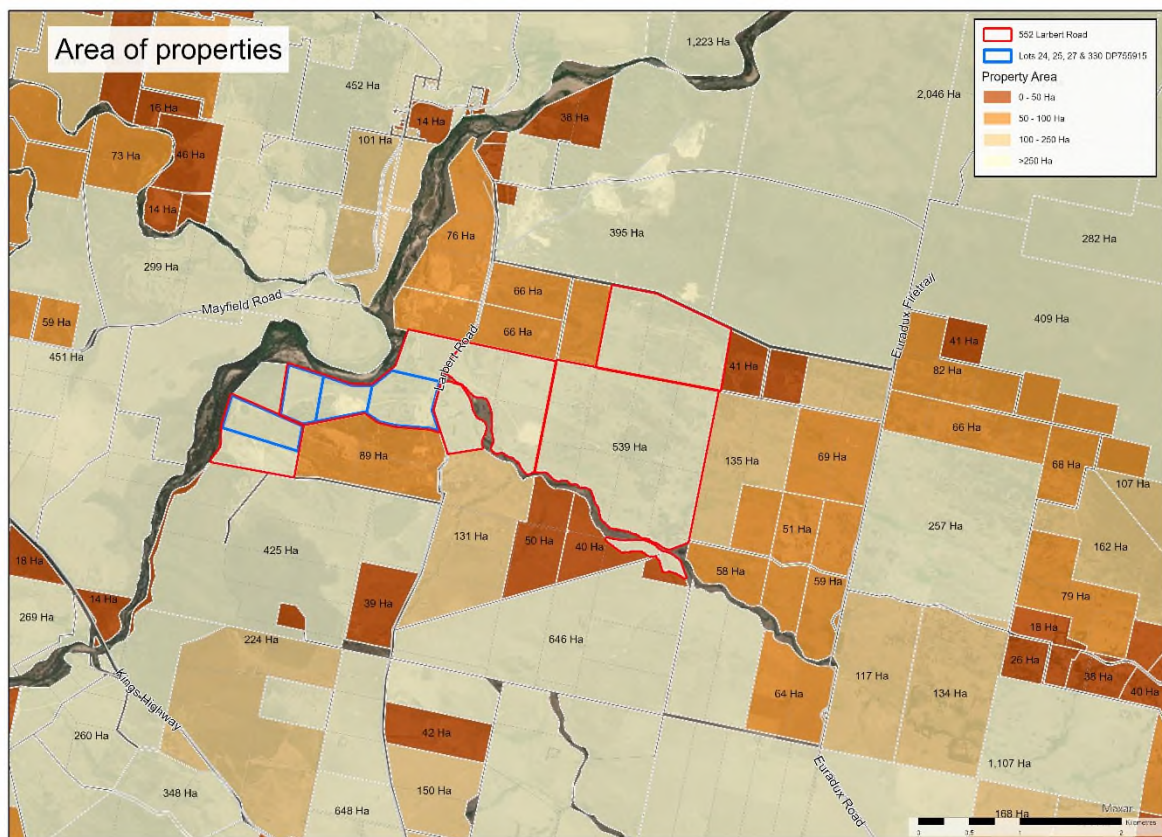 Area of properties
552 Larbert Road
Lots 24, 25, 27 & 330 DP755915
Property Area
0 - 50 Ha
50 - 100 Ha
100 - 250 Ha
>250 Ha
1,223 Ha
452 Ha
2,046 Ha
16 Ha
14 Ha
38 Ha
101 Ha
73 Ha
46 Ha
14 Ha
76 Ha
395 Ha
282 Ha
299 Ha
66 Ha
Mayfield Road
Euradux Firetrail
409 Ha
59 Ha
66 Ha
451 Ha
Larbert Road
41 Ha
41 Ha
82 Ha
66 Ha
539 Ha
89 Ha
135 Ha
69 Ha
68 Ha
107 Ha
131 Ha
50 Ha
40 Ha
51 Ha
257 Ha
162 Ha
425 Ha
18 Ha
58 Ha
59 Ha
79 Ha
14 Ha
39 Ha
269 Ha
224 Ha
646 Ha
18 Ha
26 Ha
38 Ha
40 Ha
117 Ha
134 Ha
64 Ha
Kings Highway
42 Ha
260 Ha
348 Ha
648 Ha
150 Ha
Euradux Road
1,107 Ha
168 Ha
Maxar
0 0.5 1 2
Kilometres